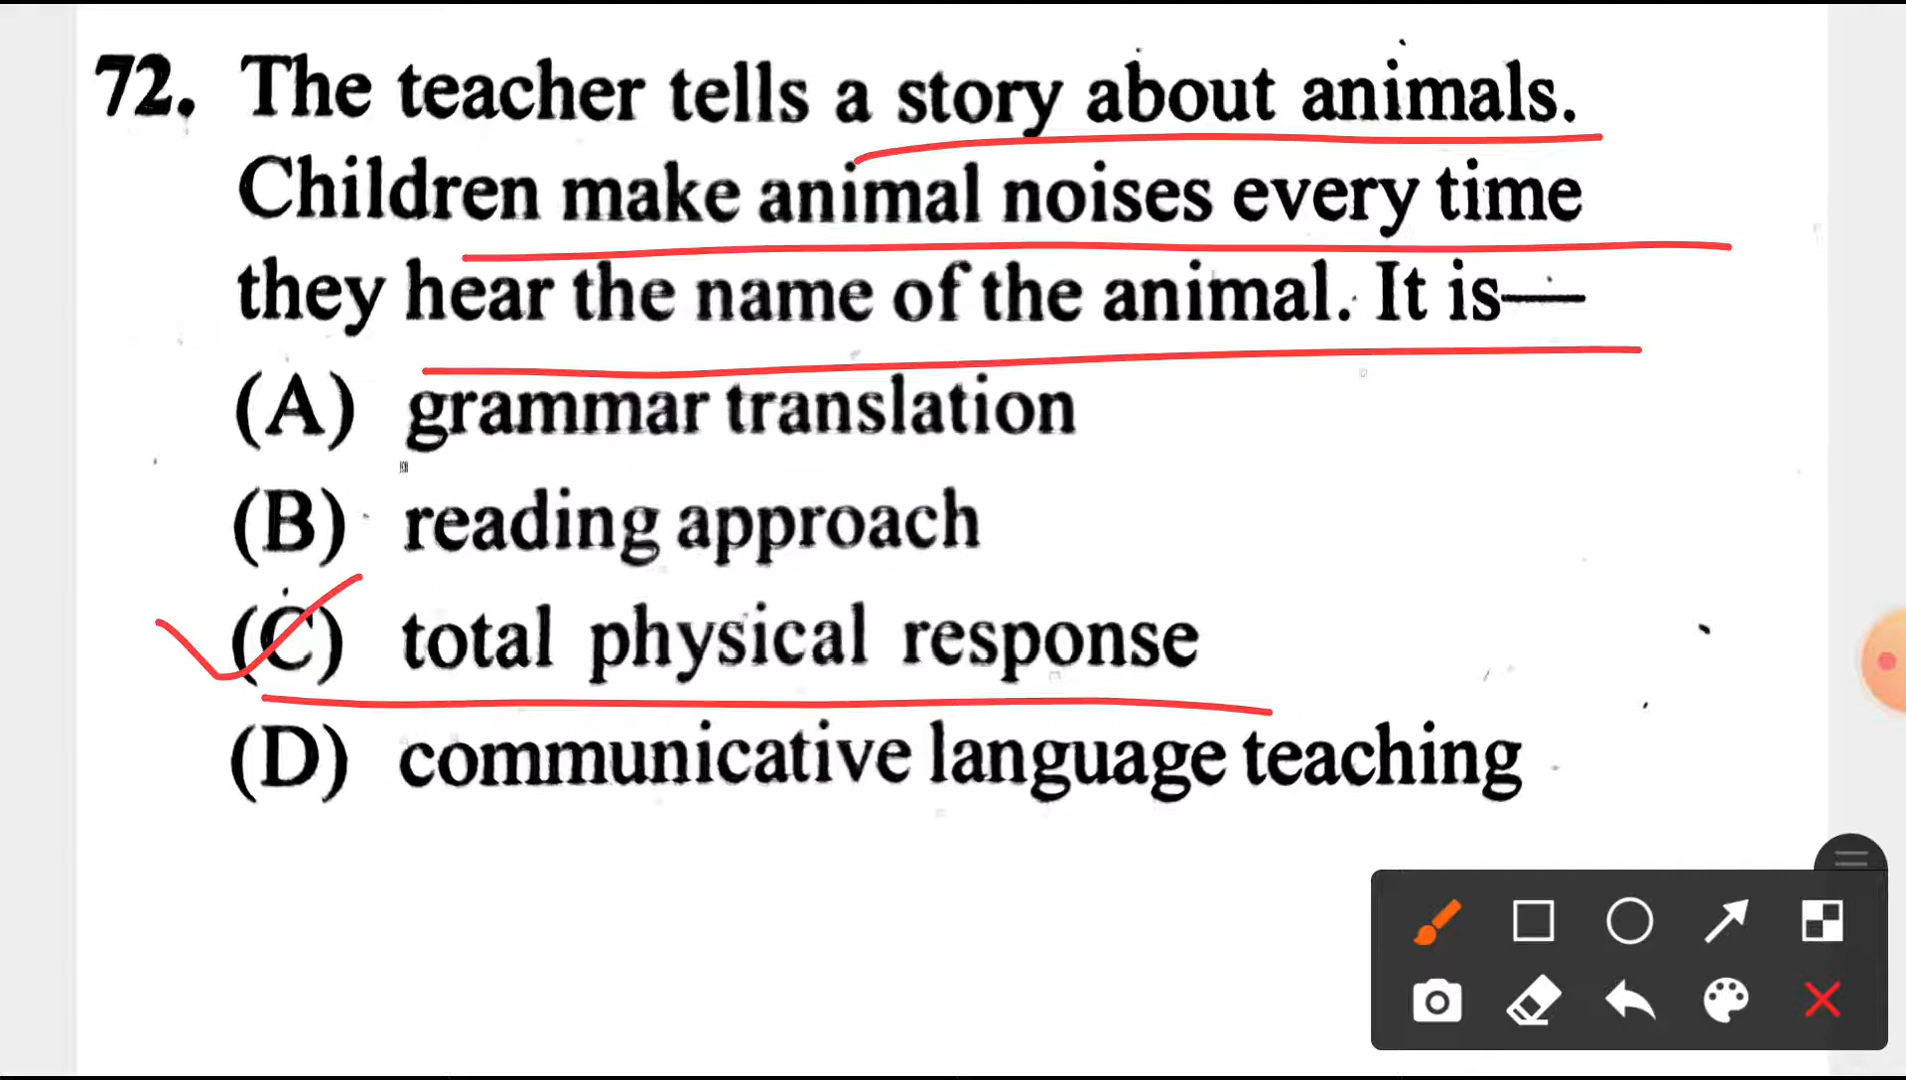 72. The teacher tells a story about animals.
Children make animal noises every time
they hear the name of the animal. It is—
(A) grammar translation
(B) reading approach
(C) total physical response
(D) communicative language teaching